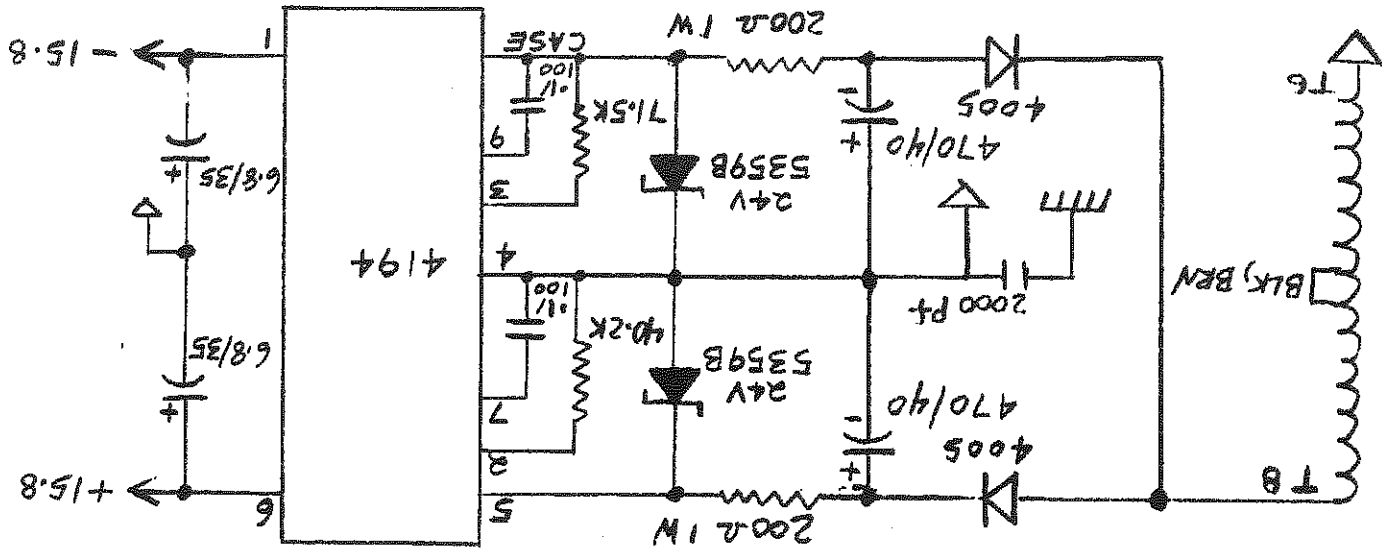 200Ω 1W
T8
5
6
+15.8
4005
2
470/40
24V
5359B
7
40.2K
6.8/35
.1/
100
2000 Pf
BLK, BRN
4
4194
24V
5359B
3
6.8/35
470/40
71.5K
9
4005
.1/
100
T6
CASE
1
-15.8
200Ω 1W